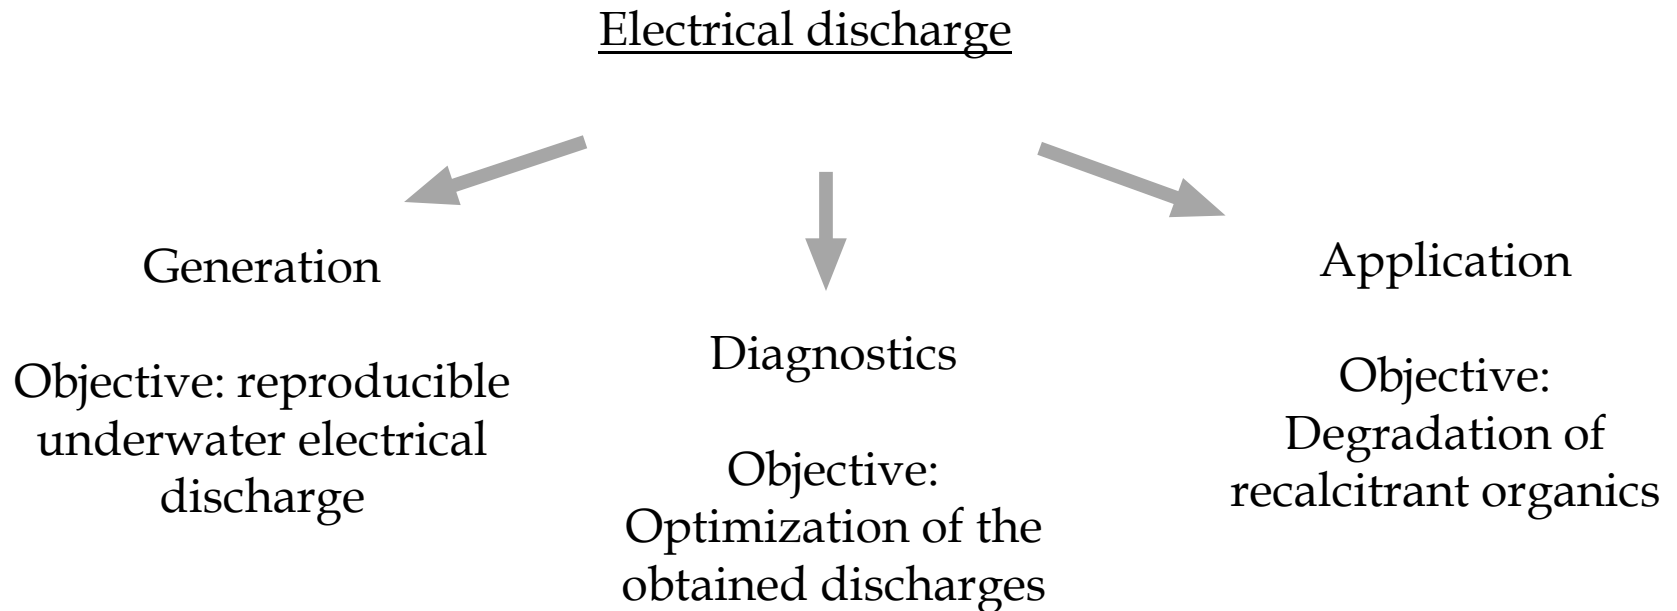 Electrical discharge
Generation
Objective: reproducible
underwater electrical
discharge
Diagnostics
Objective:
Optimization of the
obtained discharges
Application
Objective:
Degradation of
recalcitrant organics